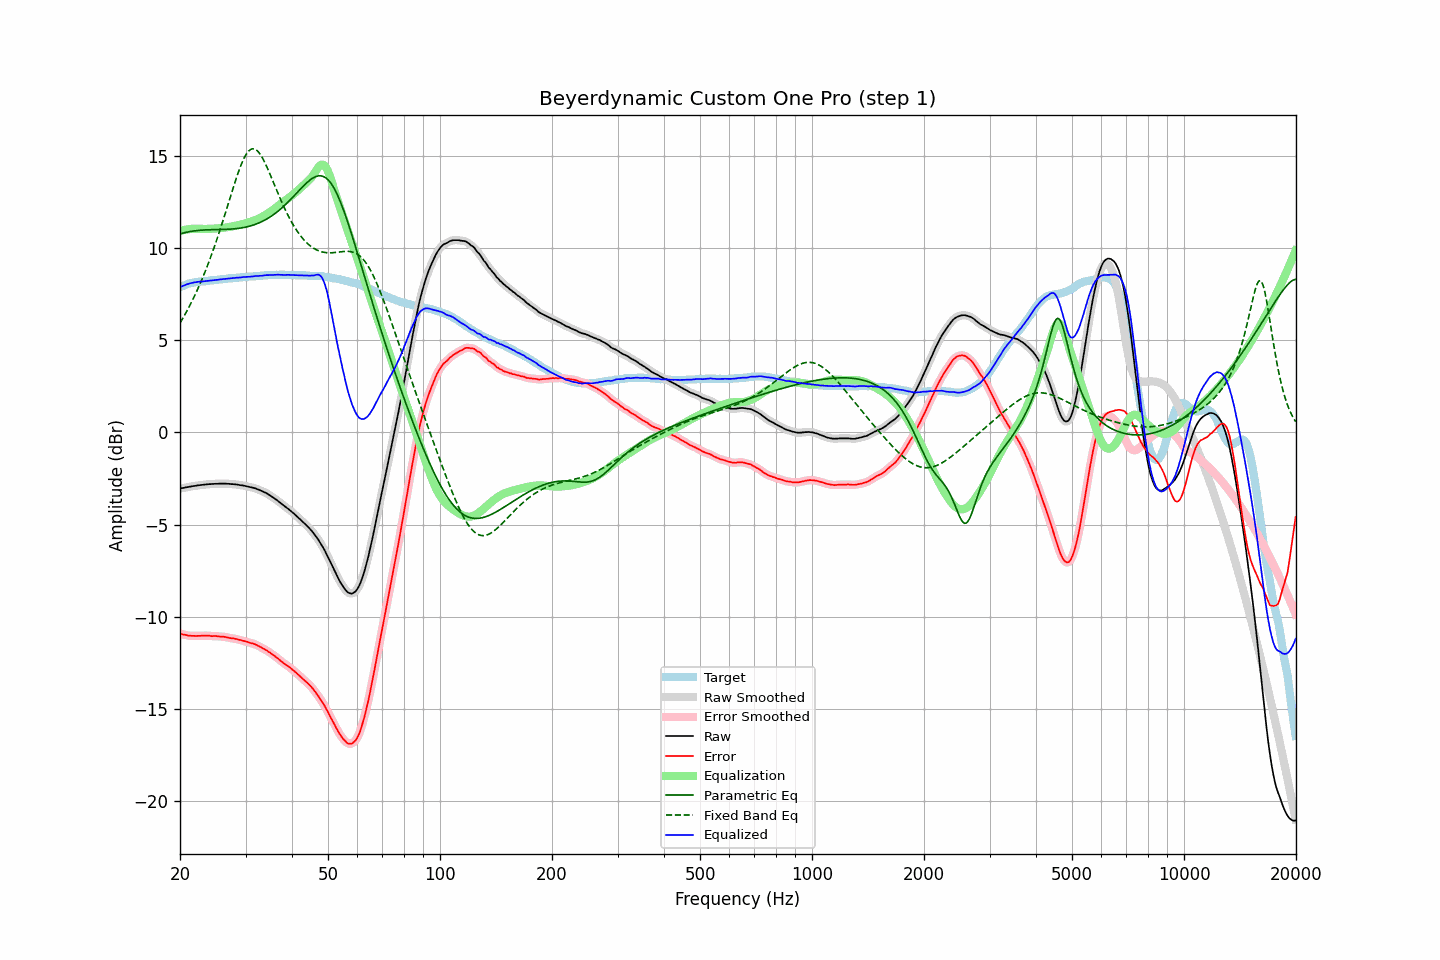 Beyerdynamic Custom One Pro (step 1)
15
10
5
0
−5
−10
−15
−20
Amplitude (dBr)
Target
Raw Smoothed
Error Smoothed
Raw
Error
Equalization
Parametric Eq
Fixed Band Eq
Equalized
20 50 100 200 500 1000 2000 5000 10000 20000
Frequency (Hz)